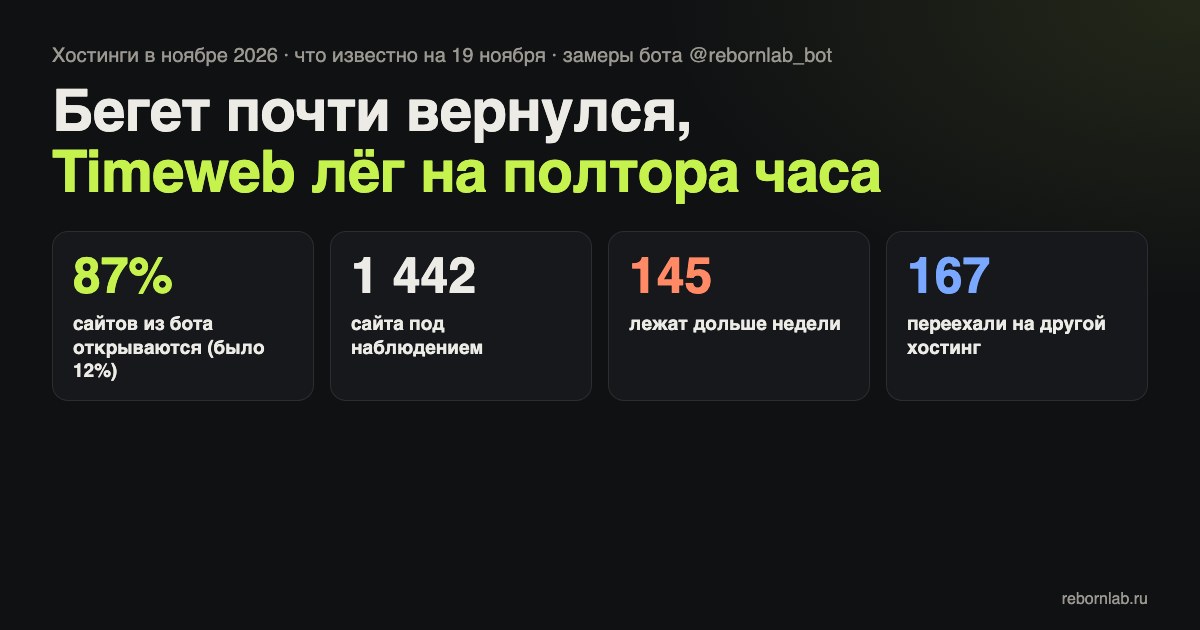 Хостинги в ноябре 2026 · что известно на 19 ноября · замеры бота @rebornlab_bot
Бегет почти вернулся,
Timeweb лёг на полтора часа
87%
сайтов из бота
открываются (было
12%)
1 442
сайта под
наблюдением
145
лежат дольше недели
167
переехали на другой
хостинг
rebornlab.ru